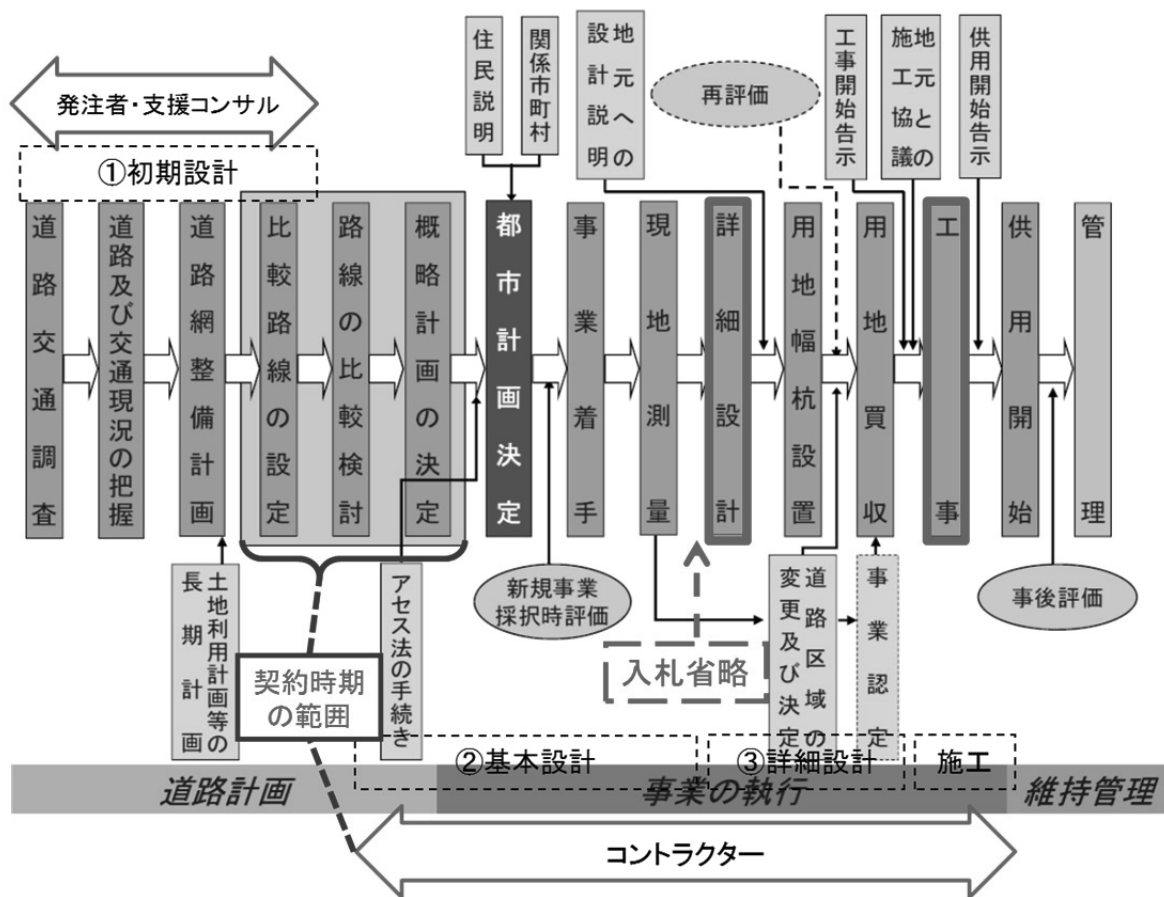 発注者・支援コンサル
①初期設計
住民説明
関係市町村
地元への
設計説明
再評価
工事開始告示
地元との
施工協議
供用開始告示
道路交通調査
道路及び交通現況の把握
道路網整備計画
比較路線の設定
路線の比較検討
概略計画の決定
都市計画決定
事業着手
現地測量
詳細設計
用地幅杭設置
用地買収
工事
供用開始
管理
土地利用計画等の
長期計画
契約時期
の範囲
アセス法の手続き
新規事業
採択時評価
入札省略
道路区域の
変更及び決定
事業認定
事後評価
②基本設計
③詳細設計
施工
道路計画
事業の執行
維持管理
コントラクター